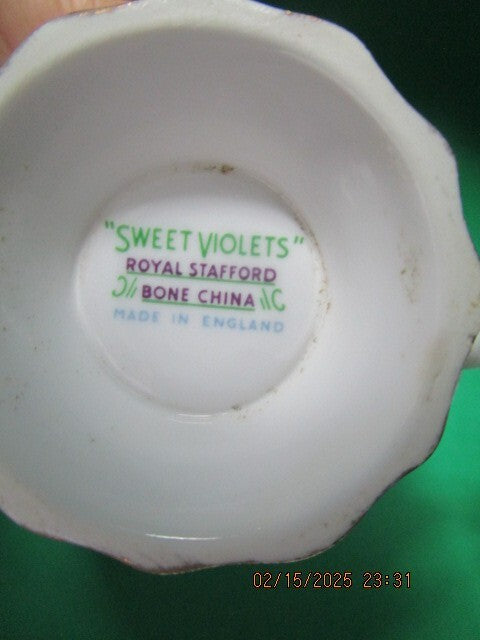 "SWEET VIOLETS"
ROYAL STAFFORD
BONE CHINA
MADE IN ENGLAND
02/15/2025 23:31